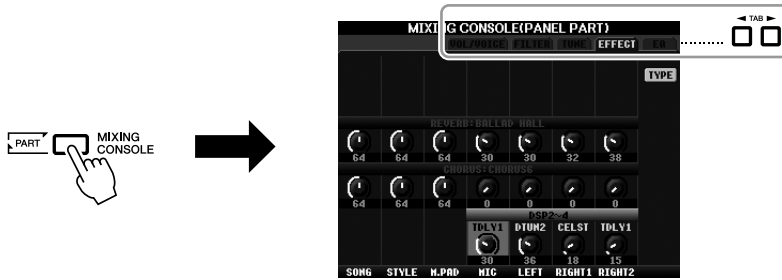 PART
MIXING
CONSOLE
MIXING CONSOLE(PANEL PART)
VOL/VOICE FILTER TUNE EFFECT EQ
◄ TAB ►
TYPE
REVERB:BALLAD HALL
64 64 64 30 30 32 38
CHORUS:CHORUS6
64 64 64 0 0 0 0
DSP2~4
TDLY1 DTUN2 CELST TDLY1
30 36 18 15
SONG STYLE M.PAD MIC LEFT RIGHT1 RIGHT2